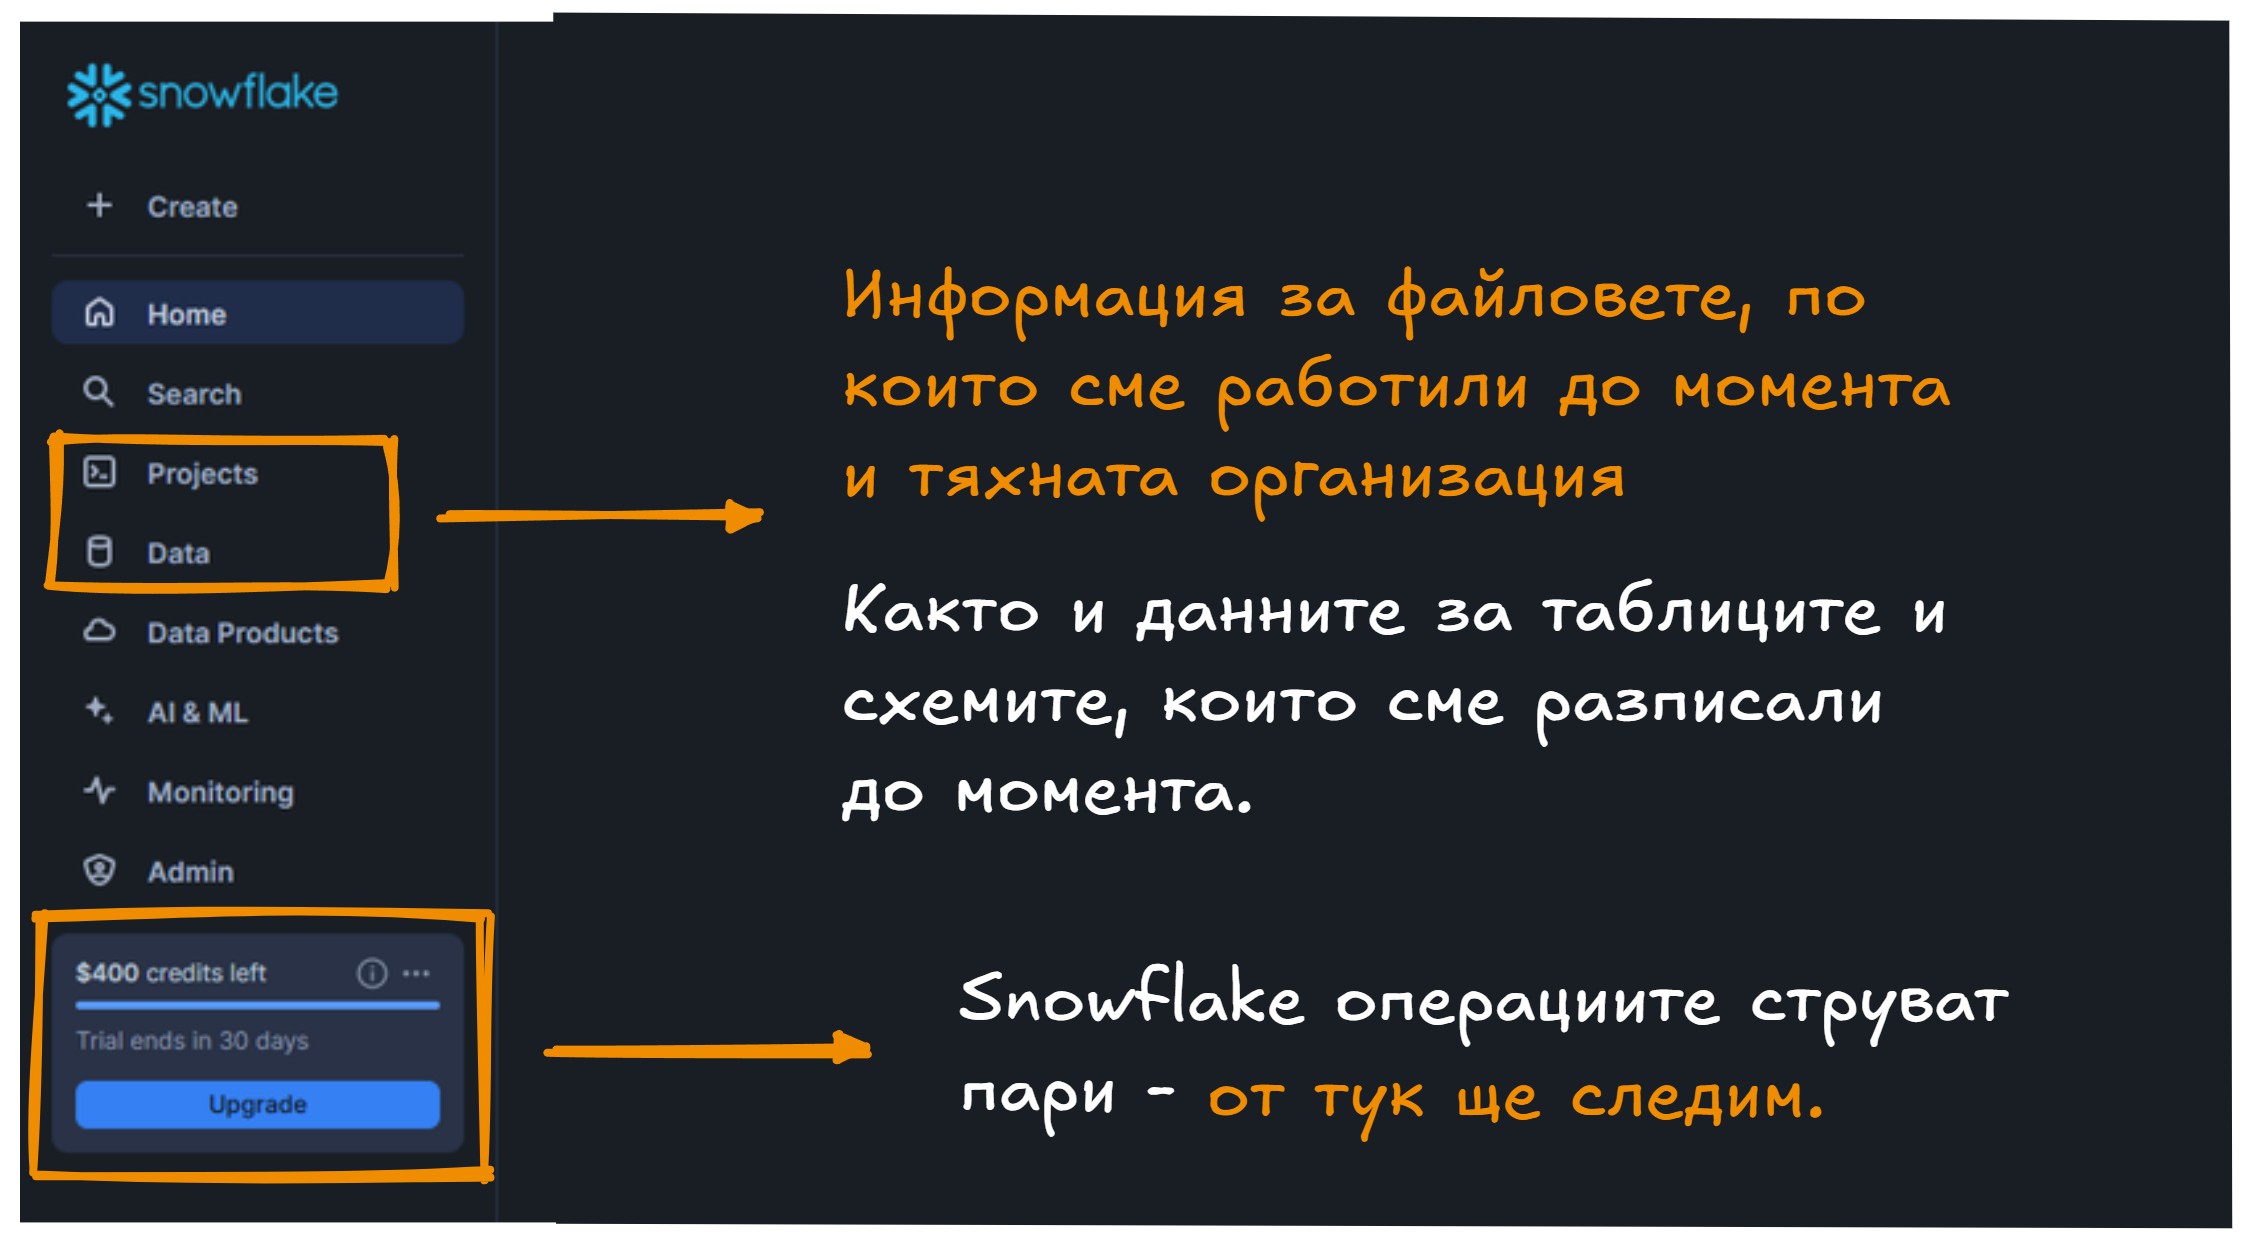 snowflake
Create
Home
Search
Projects
Data
Data Products
AI & ML
Monitoring
Admin
$400 credits left
Trial ends in 30 days
Upgrade
Информация за файловете, по
които сме работили до момента
и тяхната организация
Както и данните за таблиците и
схемите, които сме разписали
до момента.
Snowflake операциите струват
пари - от тук ще следим.